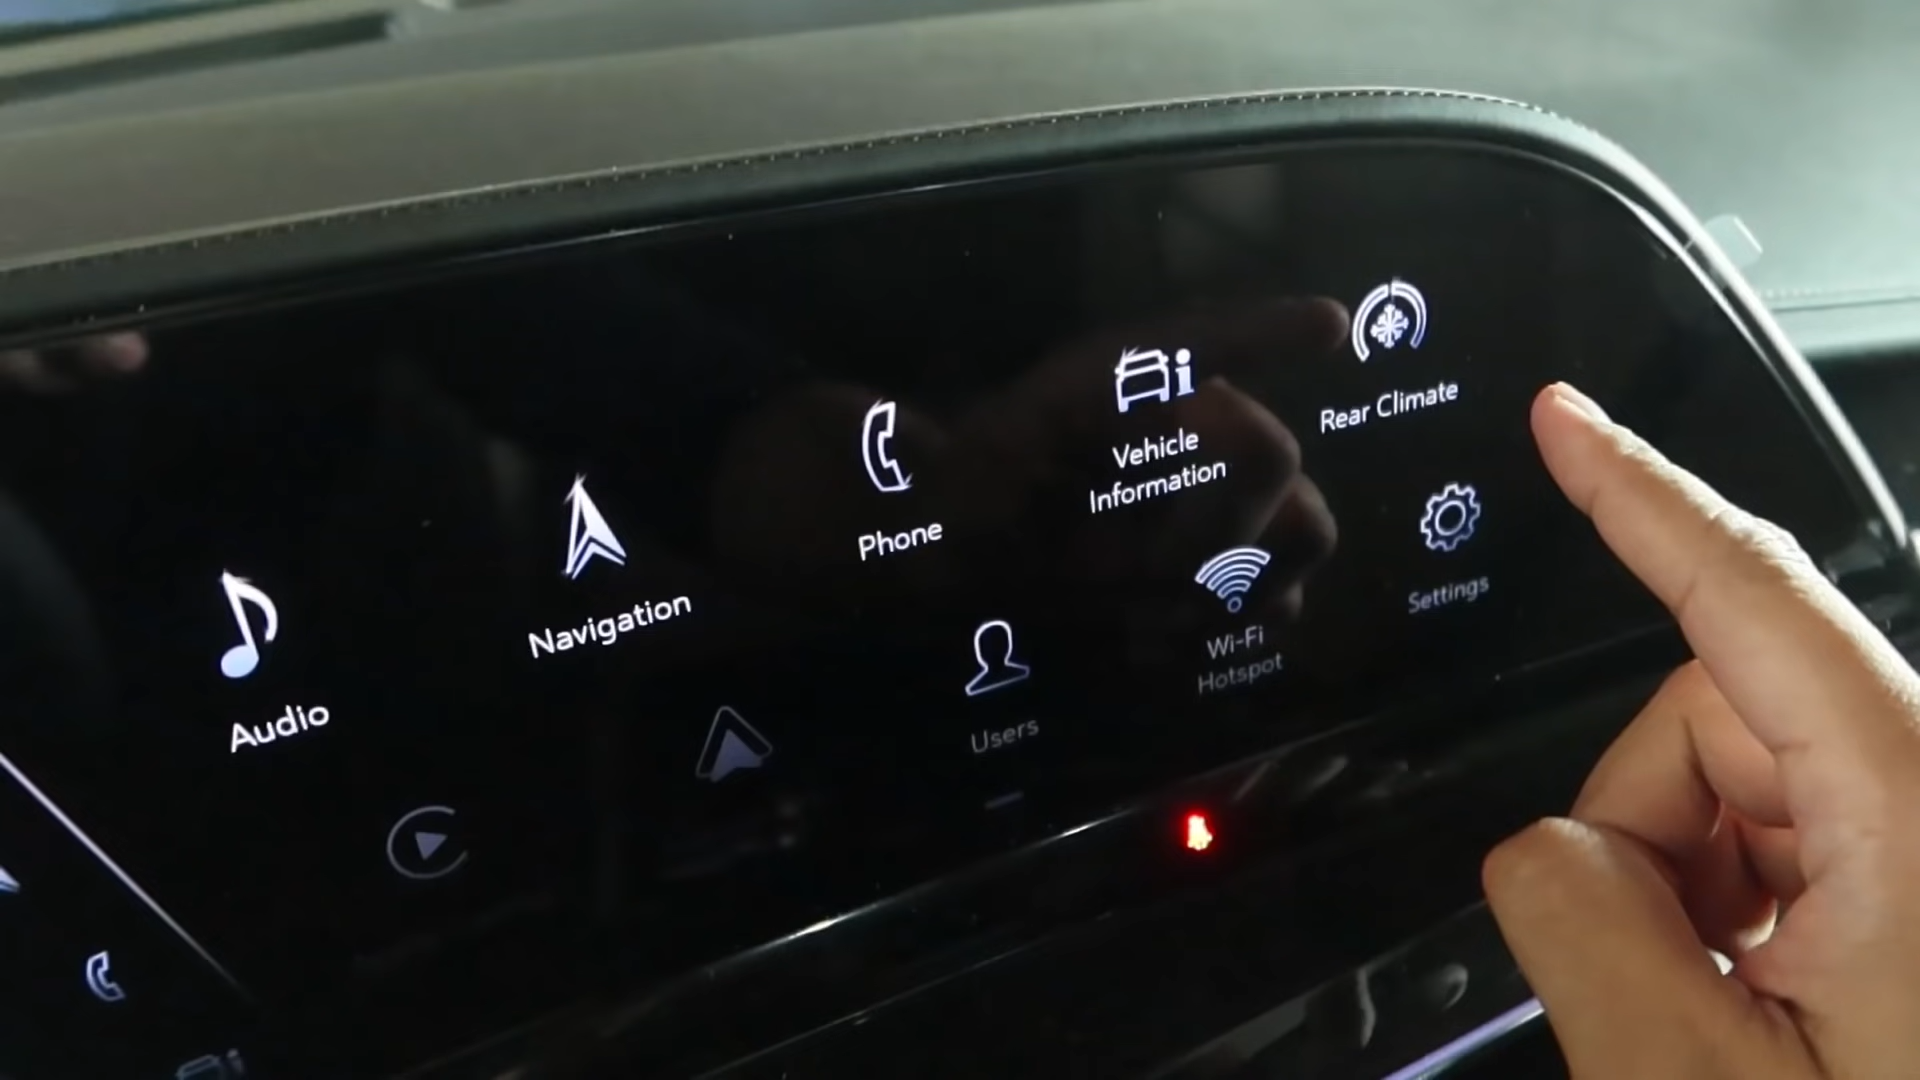 Audio
Navigation
Phone
Vehicle
Information
Rear Climate
Users
Wi-Fi
Hotspot
Settings